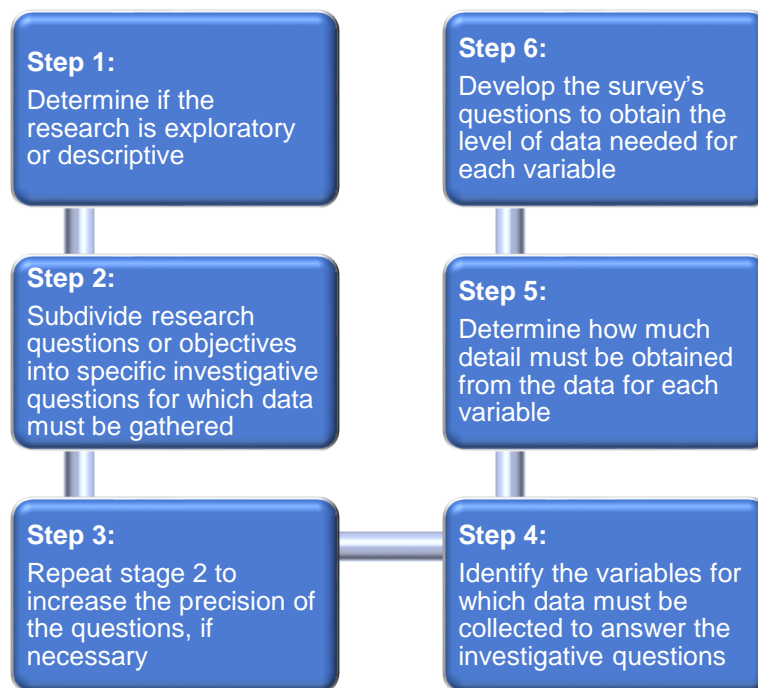 Step 1:
Determine if the
research is exploratory
or descriptive
Step 2:
Subdivide research
questions or objectives
into specific investigative
questions for which data
must be gathered
Step 3:
Repeat stage 2 to
increase the precision of
the questions, if
necessary
Step 4:
Identify the variables for
which data must be
collected to answer the
investigative questions
Step 5:
Determine how much
detail must be obtained
from the data for each
variable
Step 6:
Develop the survey’s
questions to obtain the
level of data needed for
each variable